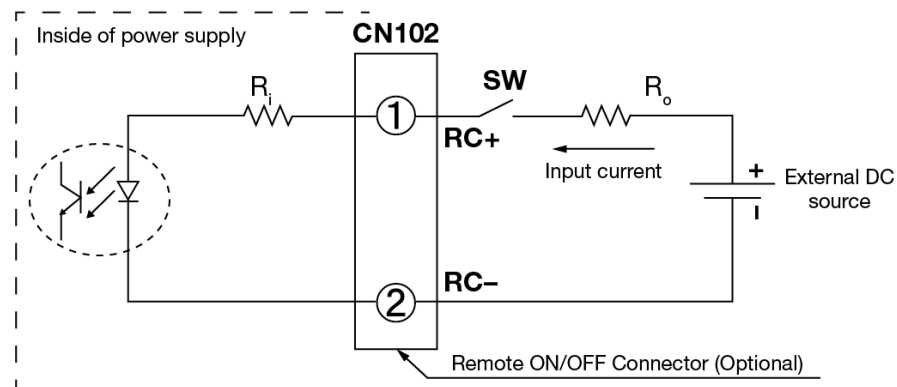 Inside of power supply
CN102
Ri
1
SW
Ro
RC+
Input current
+
External DC
source
–
RC–
2
Remote ON/OFF Connector (Optional)